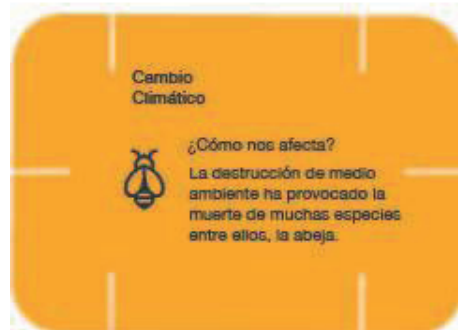 Cambio
Climático
¿Cómo nos afecta?
La destrucción de medio
ambiente ha provocado la
muerte de muchas especies
entre ellos, la abeja.